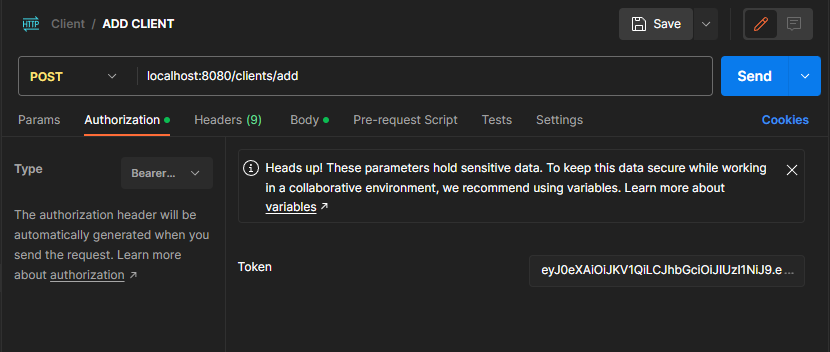 HTTP Client / ADD CLIENT Save
POST localhost:8080/clients/add Send
Params Authorization Headers (9) Body Pre-request Script Tests Settings Cookies
Type Bearer...
The authorization header will be
automatically generated when you
send the request. Learn more
about authorization ↗
Heads up! These parameters hold sensitive data. To keep this data secure while working
in a collaborative environment, we recommend using variables. Learn more about
variables ↗
Token eyJ0eXAiOiJKV1QiLCJhbGciOiJIUzI1NiJ9.e ...